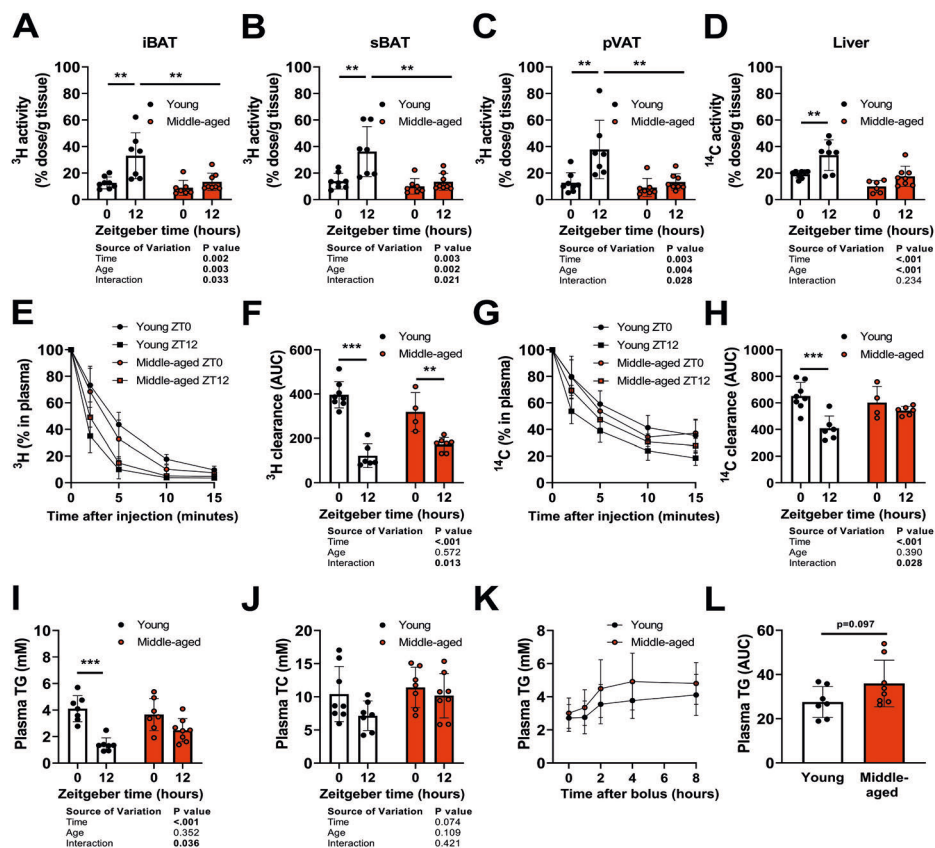 A
iBAT
** **
³H activity
(% dose/g tissue)
100
80
60
40
20
0
Young
Middle-aged
0 12 0 12
Zeitgeber time (hours)
Source of Variation P value
Time 0.002
Age 0.003
Interaction 0.033
B
sBAT
** **
³H activity
(% dose/g tissue)
100
80
60
40
20
0
Young
Middle-aged
0 12 0 12
Zeitgeber time (hours)
Source of Variation P value
Time 0.003
Age 0.002
Interaction 0.021
C
pVAT
** **
³H activity
(% dose/g tissue)
100
80
60
40
20
0
Young
Middle-aged
0 12 0 12
Zeitgeber time (hours)
Source of Variation P value
Time 0.003
Age 0.004
Interaction 0.028
D
Liver
**
¹⁴C activity
(% dose/g tissue)
100
80
60
40
20
0
Young
Middle-aged
0 12 0 12
Zeitgeber time (hours)
Source of Variation P value
Time <.001
Age <.001
Interaction 0.234
E
³H (% in plasma)
100
80
60
40
20
0
Young ZT0
Young ZT12
Middle-aged ZT0
Middle-aged ZT12
0 5 10 15
Time after injection (minutes)
F
*** **
³H clearance (AUC)
600
400
200
0
Young
Middle-aged
0 12 0 12
Zeitgeber time (hours)
Source of Variation P value
Time <.001
Age 0.572
Interaction 0.013
G
¹⁴C (% in plasma)
100
80
60
40
20
0
Young ZT0
Young ZT12
Middle-aged ZT0
Middle-aged ZT12
0 5 10 15
Time after injection (minutes)
H
***
¹⁴C clearance (AUC)
1000
800
600
400
200
0
Young
Middle-aged
0 12 0 12
Zeitgeber time (hours)
Source of Variation P value
Time <.001
Age 0.390
Interaction 0.028
I
***
Plasma TG (mM)
10
8
6
4
2
0
Young
Middle-aged
0 12 0 12
Zeitgeber time (hours)
Source of Variation P value
Time <.001
Age 0.352
Interaction 0.036
J
Plasma TC (mM)
20
15
10
5
0
Young
Middle-aged
0 12 0 12
Zeitgeber time (hours)
Source of Variation P value
Time 0.074
Age 0.109
Interaction 0.421
K
Plasma TG (mM)
8
6
4
2
0
Middle-aged
Young
0 2 4 6 8
Time after bolus (hours)
L
p=0.097
Plasma TG (AUC)
60
40
20
0
Young Middle-
aged